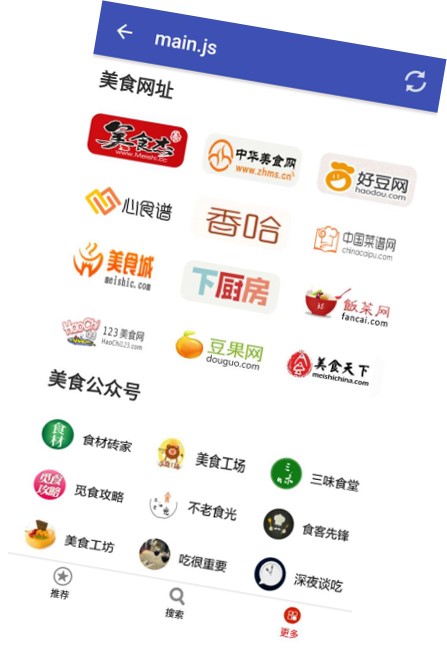 main.js
美食网址
美食杰
www.Meishi.cc
中华美食网
www.zhms.cn
好豆网
haodou.com
心食谱
香哈
中国菜谱网
chinacaipu.com
美食城
meishic.com
下厨房
飯菜网
fancai.com
HaoChi
123美食网
HaoChi123.com
豆果网
douguo.com
美食天下
meishichina.com
美食公众号
食材
食材砖家
美食工场
三味
三味食堂
觅食攻略
觅食攻略
不老食光
食客先锋
美食工坊
吃很重要
深夜谈吃
推荐
搜索
更多